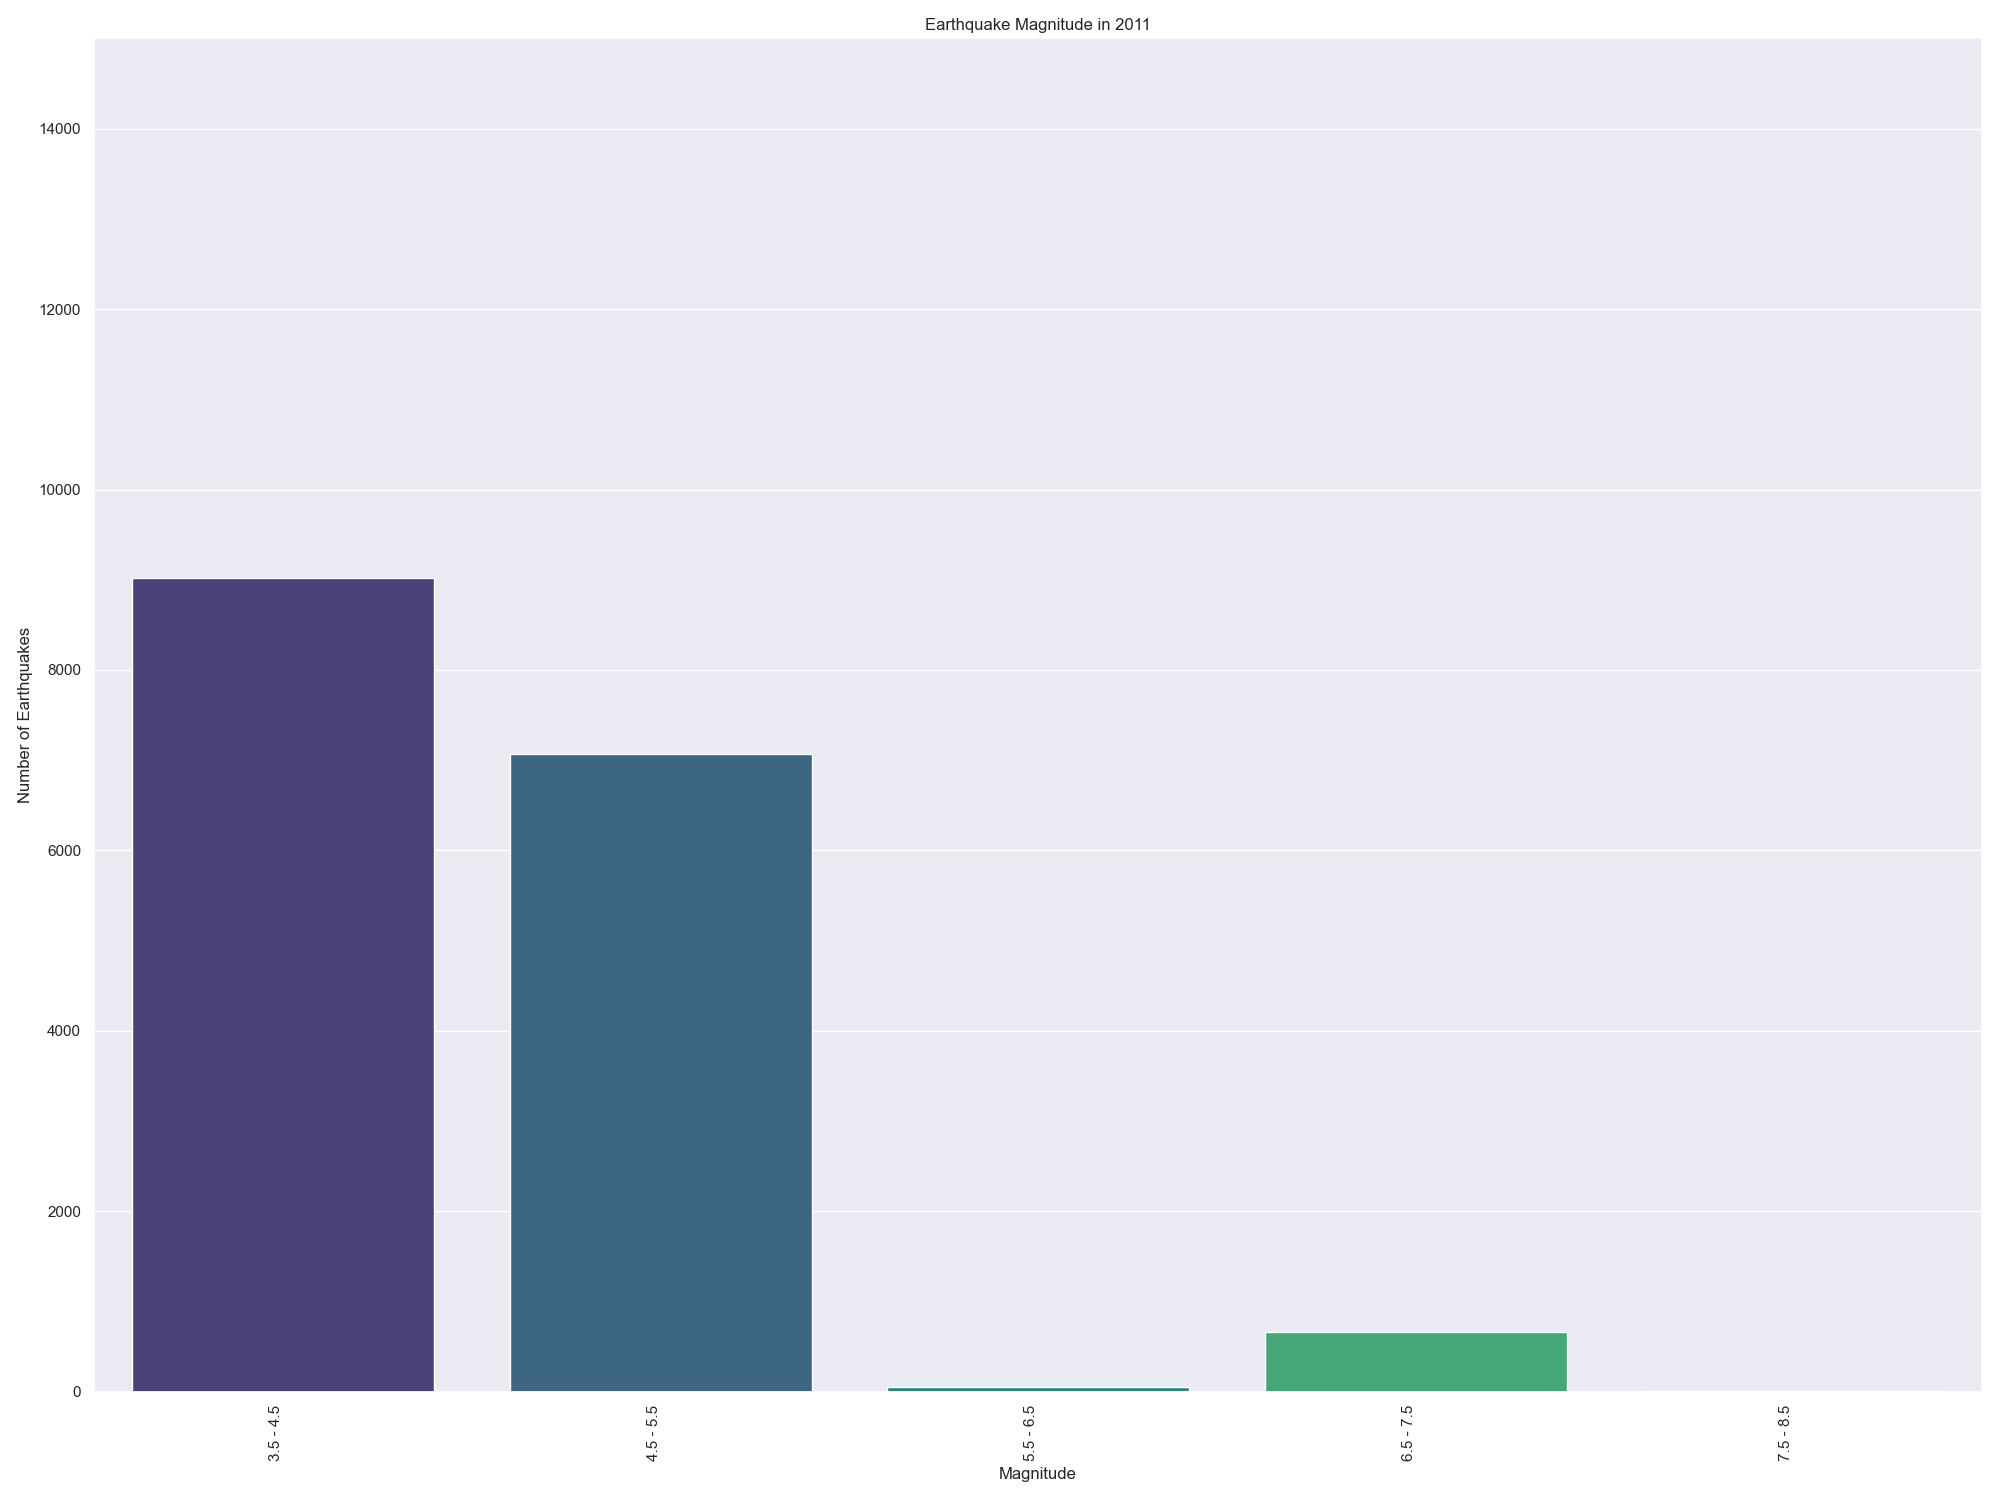 Earthquake Magnitude in 2011
14000
12000
10000
8000
6000
4000
2000
0
Number of Earthquakes
3.5 - 4.5
4.5 - 5.5
5.5 - 6.5
6.5 - 7.5
7.5 - 8.5
Magnitude